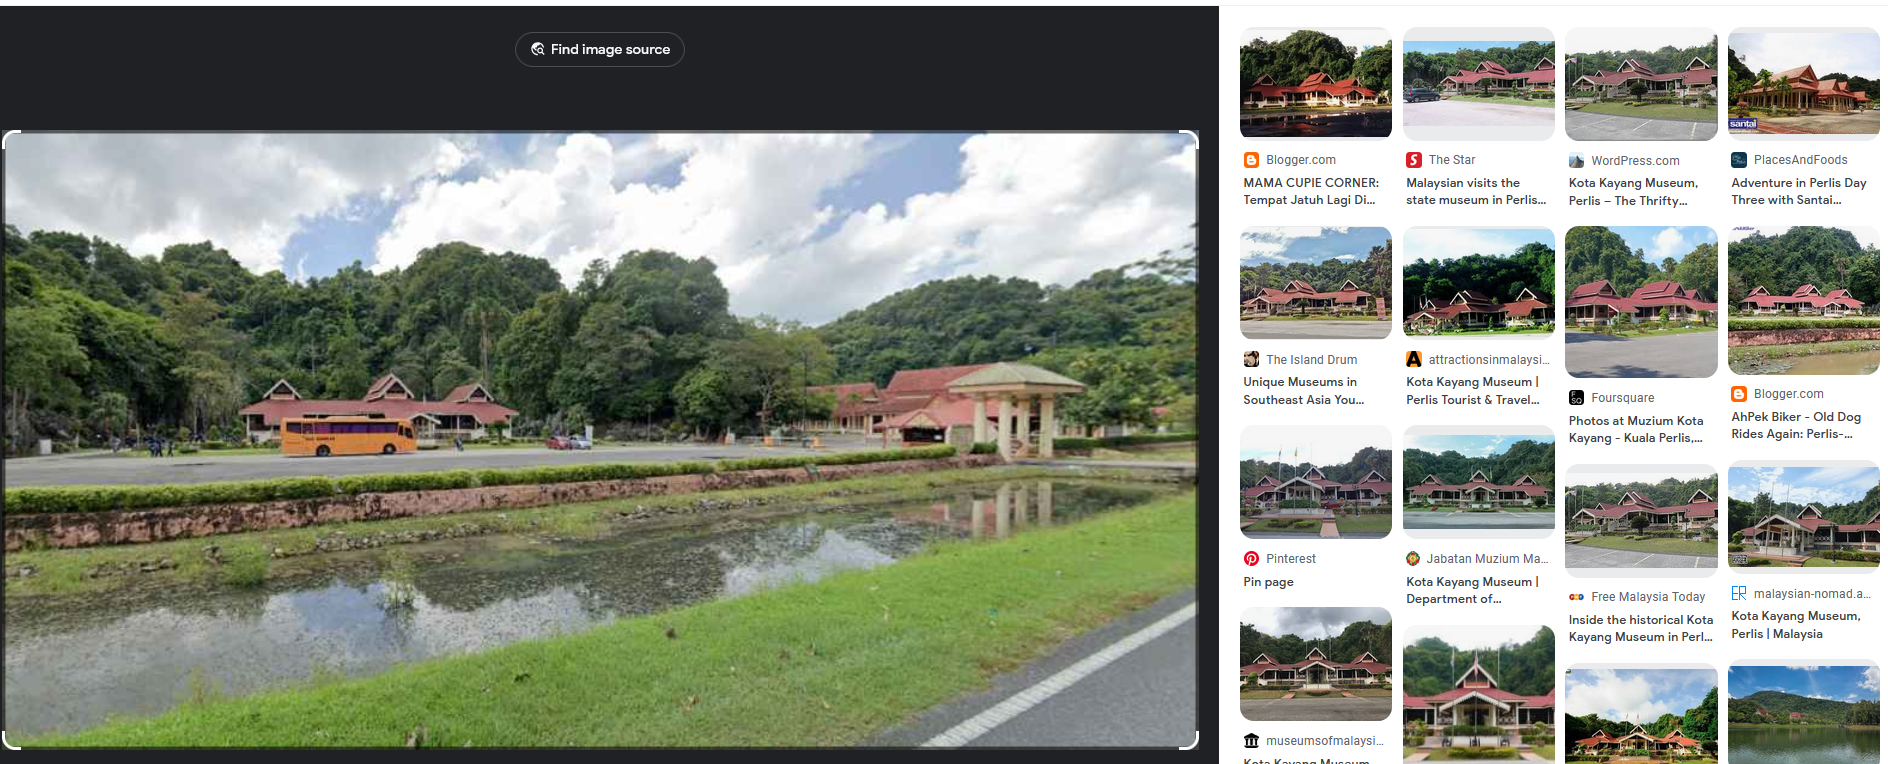 Find image source
Blogger.com
MAMA CUPIE CORNER:
Tempat Jatuh Lagi Di...
The Star
Malaysian visits the
state museum in Perlis...
WordPress.com
Kota Kayang Museum,
Perlis – The Thrifty...
santai
PlacesAndFoods
Adventure in Perlis Day
Three with Santai...
The Island Drum
Unique Museums in
Southeast Asia You...
attractionsinmalaysi...
Kota Kayang Museum |
Perlis Tourist & Travel...
Foursquare
Photos at Muzium Kota
Kayang - Kuala Perlis,...
Blogger.com
AhPek Biker - Old Dog
Rides Again: Perlis-...
Pinterest
Pin page
Jabatan Muzium Ma...
Kota Kayang Museum |
Department of...
Free Malaysia Today
Inside the historical Kota
Kayang Museum in Perl...
malaysian-nomad.a...
Kota Kayang Museum,
Perlis | Malaysia
museumsofmalaysi...
Kota Kayang Museum